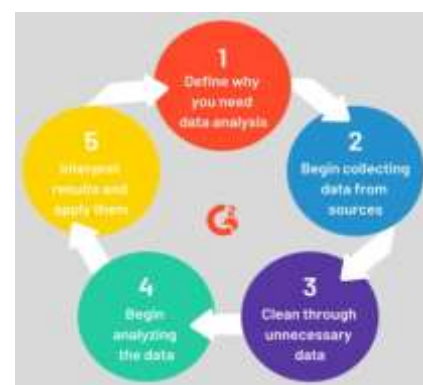 1
Define why
you need
data analysis
2
Begin collecting
data from
sources
3
Clean through
unnecessary
data
4
Begin
analyzing
the data
5
Interpret
results and
apply them
G2